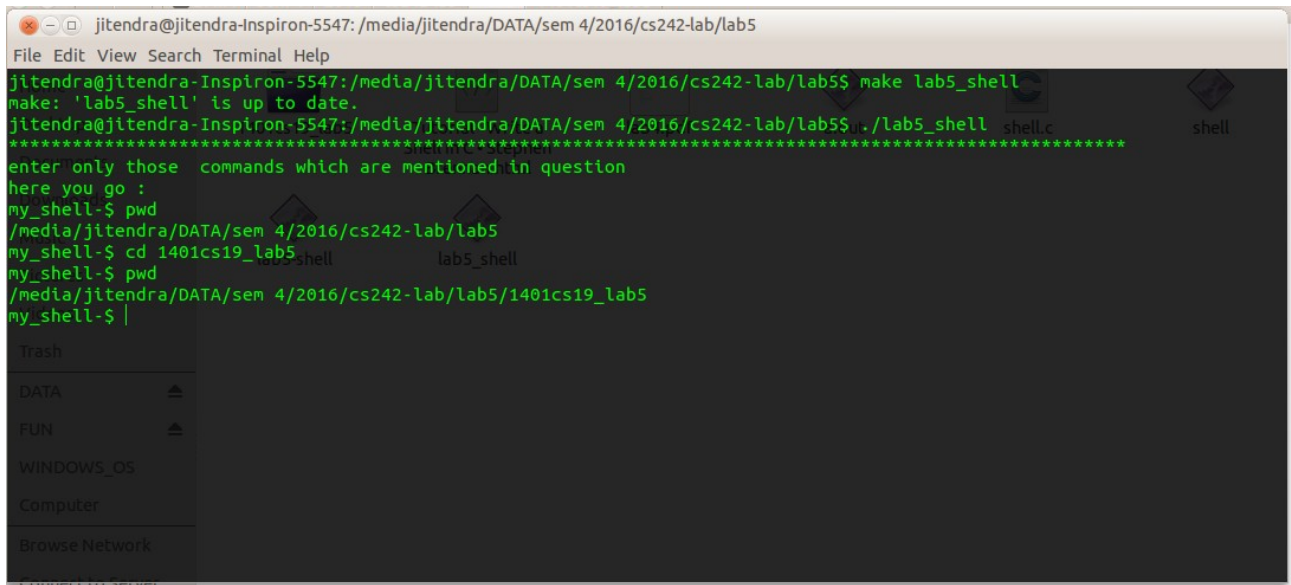 jitendra@jitendra-Inspiron-5547: /media/jitendra/DATA/sem 4/2016/cs242-lab/lab5
File Edit View Search Terminal Help
jitendra@jitendra-Inspiron-5547:/media/jitendra/DATA/sem 4/2016/cs242-lab/lab5$ make lab5_shell
make: 'lab5_shell' is up to date.
jitendra@jitendra-Inspiron-5547:/media/jitendra/DATA/sem 4/2016/cs242-lab/lab5$ ./lab5_shell
shell.c
shell
*********************************************************************************************************
enter only those  commands which are mentioned in question
here you go :
my_shell-$ pwd
/media/jitendra/DATA/sem 4/2016/cs242-lab/lab5
my_shell-$ cd 1401cs19_lab5
lab5-shell
lab5_shell
my_shell-$ pwd
/media/jitendra/DATA/sem 4/2016/cs242-lab/lab5/1401cs19_lab5
my_shell-$
Trash
DATA
FUN
WINDOWS_OS
Computer
Browse Network
Connect to Server